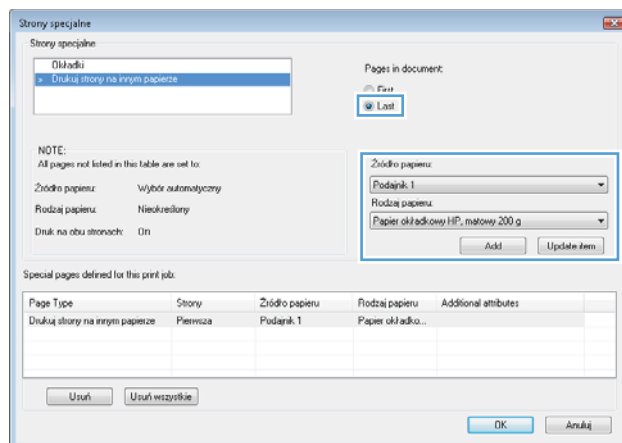 Strony specjalne
Strony specjalne
Okładki
» Drukuj strony na innym papierze
Pages in document:
First
Last
NOTE:
All pages not listed in this table are set to:
Źródło papieru: Wybór automatyczny
Rodzaj papieru: Nieokreślony
Druk na obu stronach: On
Źródło papieru:
Podajnik 1
Rodzaj papieru:
Papier okładkowy HP, matowy 200 g
Add Update item
Special pages defined for this print job:
Page Type Strony Źródło papieru Rodzaj papieru Additional attributes
Drukuj strony na innym papierze Pierwsza Podajnik 1 Papier okładko...
Usuń Usuń wszystkie
OK Anuluj